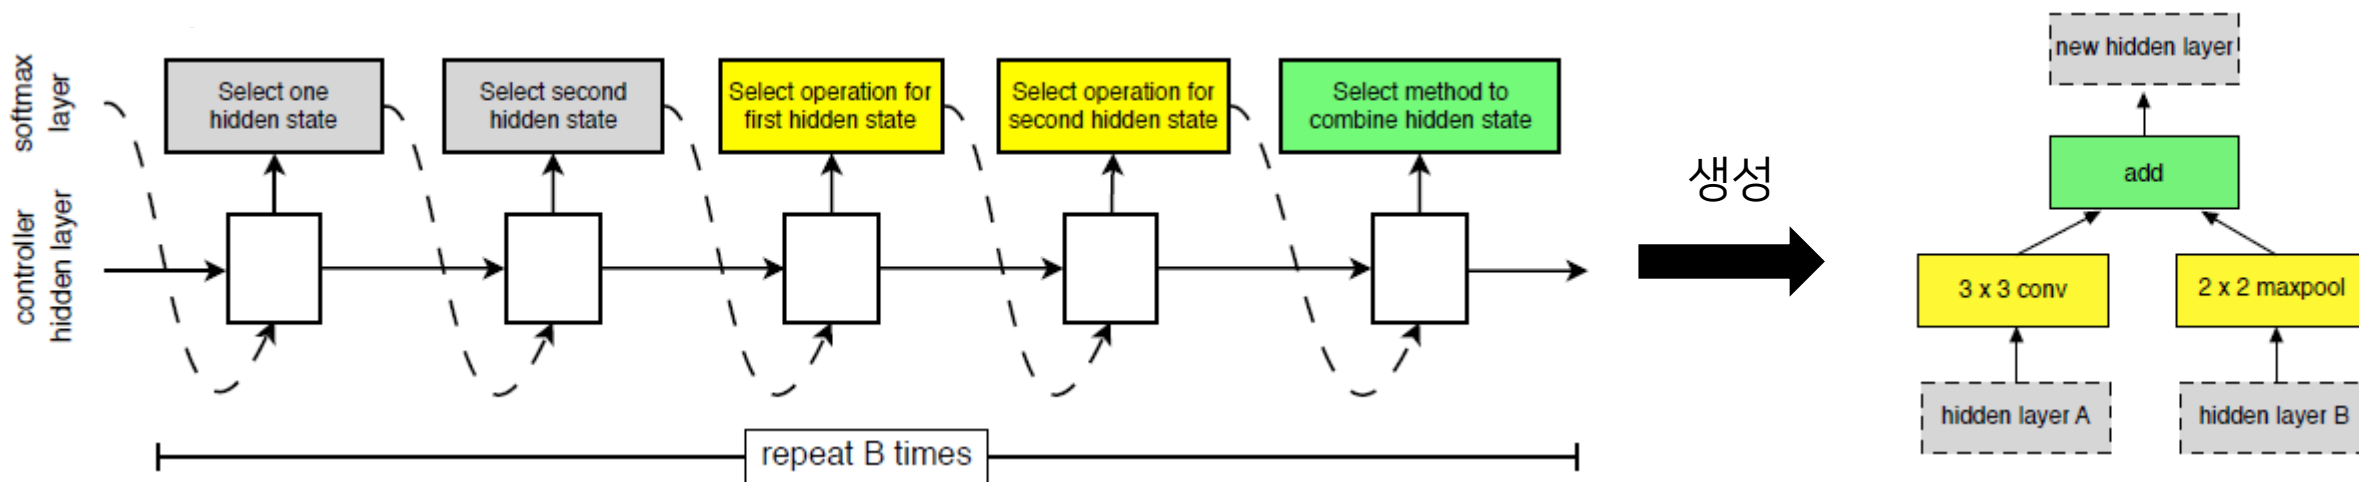 softmax
layer
Select one
hidden state
Select second
hidden state
Select operation for
first hidden state
Select operation for
second hidden state
Select method to
combine hidden state
controller
hidden layer
repeat B times
생성
new hidden layer
add
3 x 3 conv
2 x 2 maxpool
hidden layer A
hidden layer B